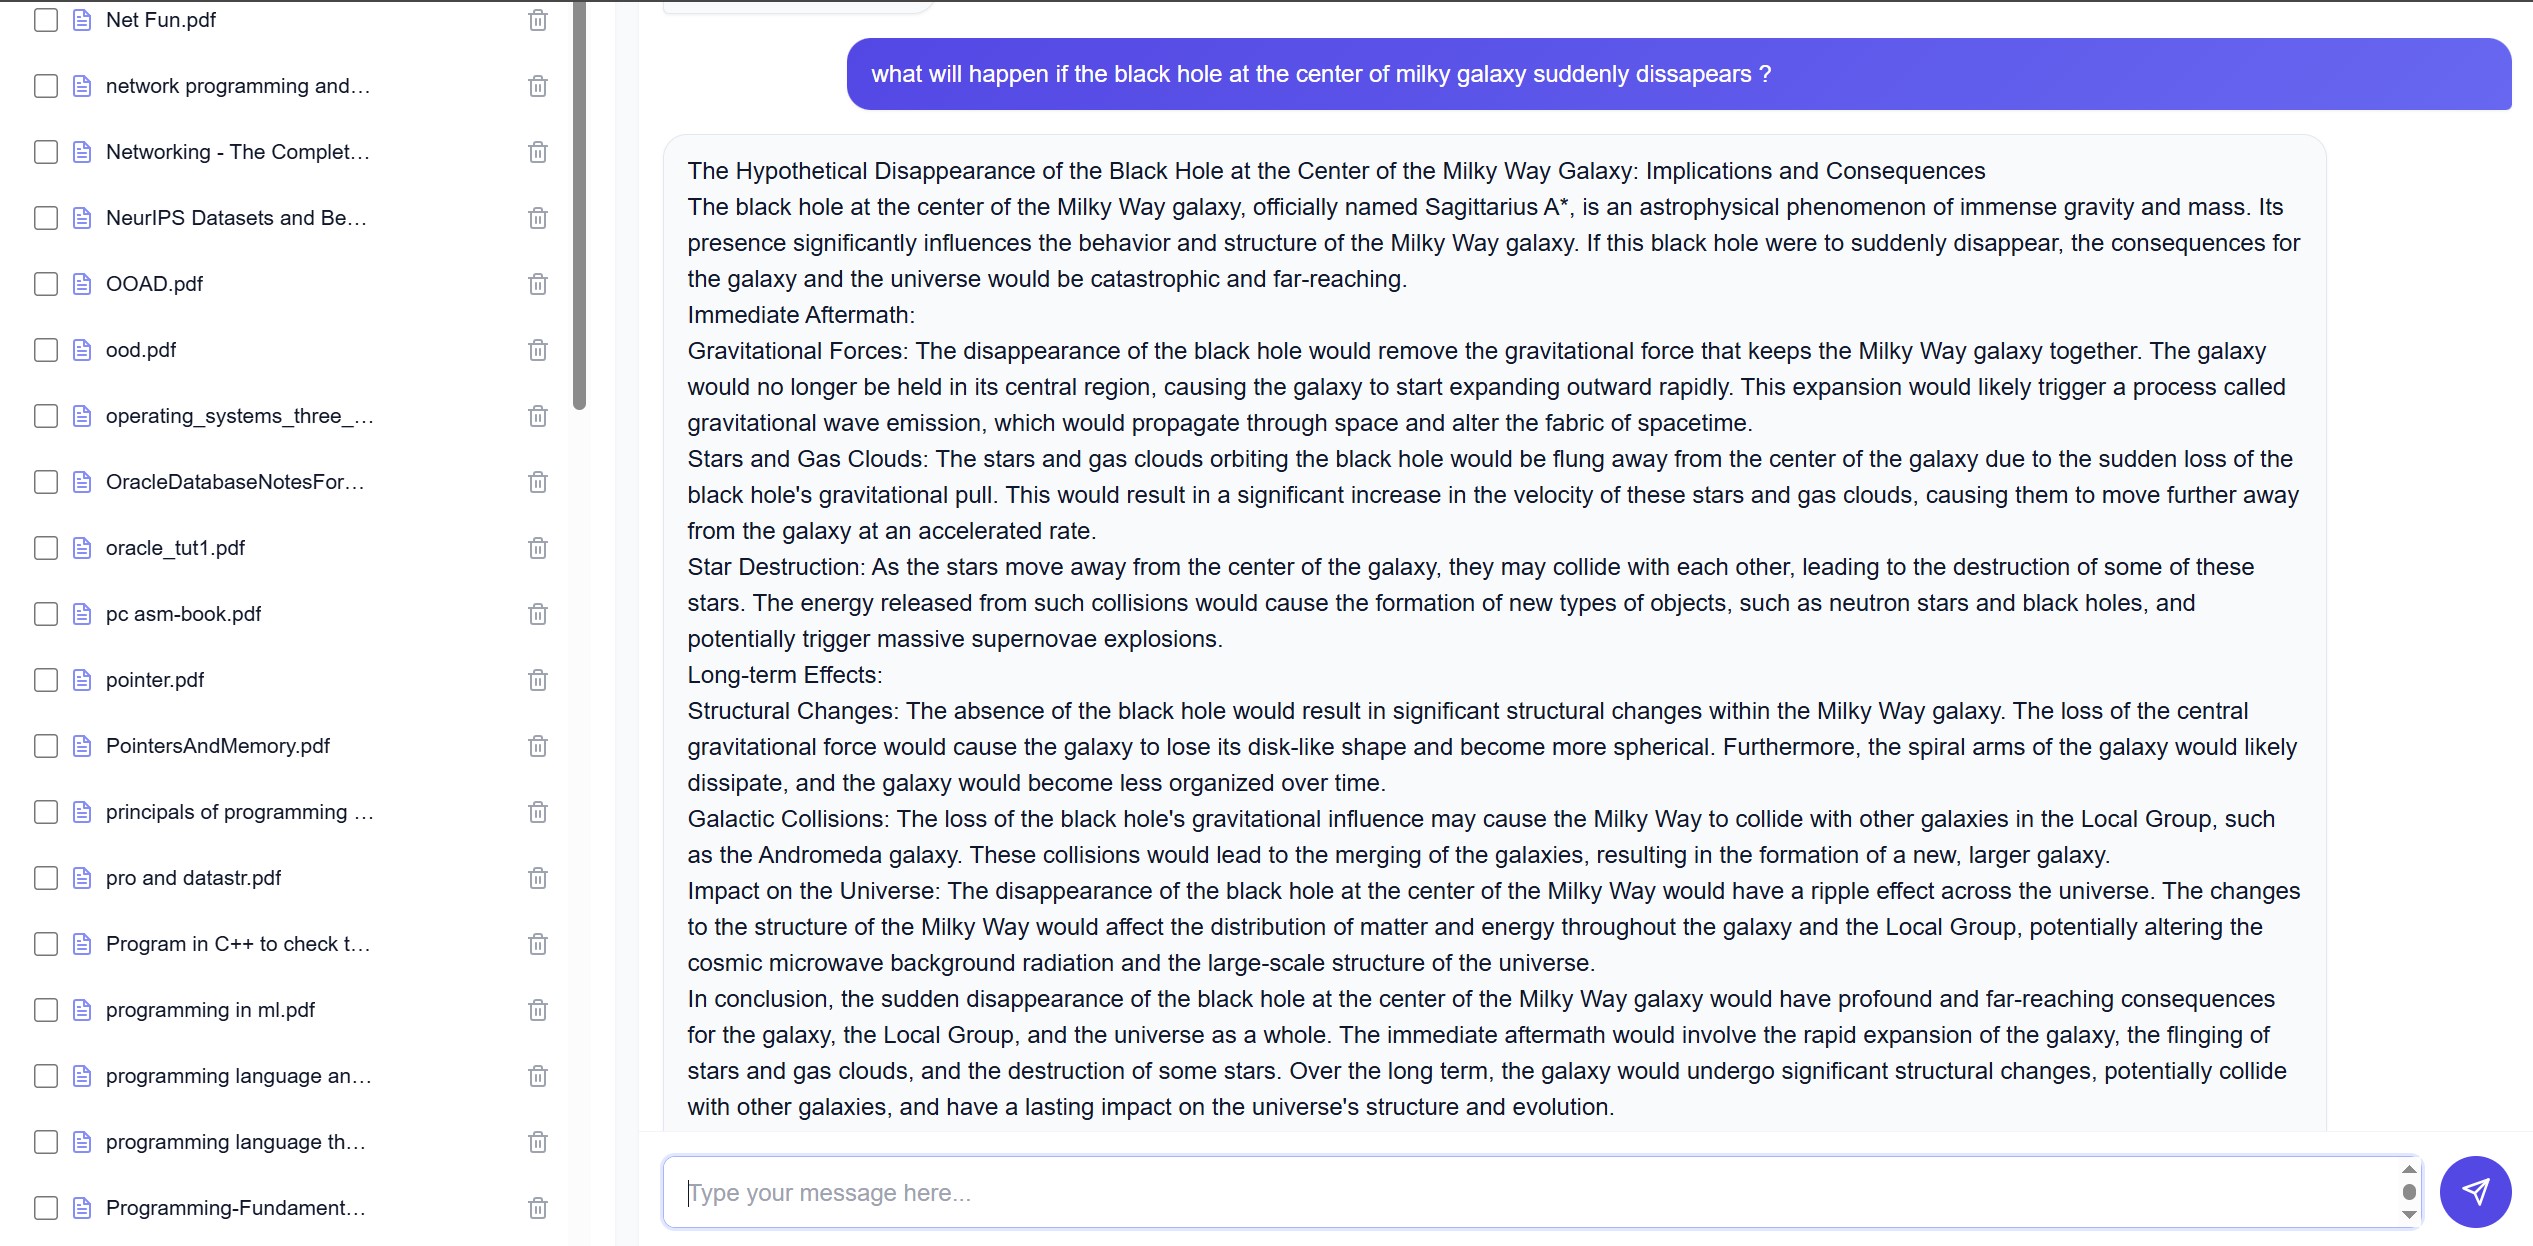 Net Fun.pdf
network programming and...
Networking - The Complet...
NeurIPS Datasets and Be...
OOAD.pdf
ood.pdf
operating_systems_three_...
OracleDatabaseNotesFor...
oracle_tut1.pdf
pc asm-book.pdf
pointer.pdf
PointersAndMemory.pdf
principals of programming ...
pro and datastr.pdf
Program in C++ to check t...
programming in ml.pdf
programming language an...
programming language th...
Programming-Fundament...
what will happen if the black hole at the center of milky galaxy suddenly dissapears ?
The Hypothetical Disappearance of the Black Hole at the Center of the Milky Way Galaxy: Implications and Consequences
The black hole at the center of the Milky Way galaxy, officially named Sagittarius A*, is an astrophysical phenomenon of immense gravity and mass. Its
presence significantly influences the behavior and structure of the Milky Way galaxy. If this black hole were to suddenly disappear, the consequences for
the galaxy and the universe would be catastrophic and far-reaching.
Immediate Aftermath:
Gravitational Forces: The disappearance of the black hole would remove the gravitational force that keeps the Milky Way galaxy together. The galaxy
would no longer be held in its central region, causing the galaxy to start expanding outward rapidly. This expansion would likely trigger a process called
gravitational wave emission, which would propagate through space and alter the fabric of spacetime.
Stars and Gas Clouds: The stars and gas clouds orbiting the black hole would be flung away from the center of the galaxy due to the sudden loss of the
black hole's gravitational pull. This would result in a significant increase in the velocity of these stars and gas clouds, causing them to move further away
from the galaxy at an accelerated rate.
Star Destruction: As the stars move away from the center of the galaxy, they may collide with each other, leading to the destruction of some of these
stars. The energy released from such collisions would cause the formation of new types of objects, such as neutron stars and black holes, and
potentially trigger massive supernovae explosions.
Long-term Effects:
Structural Changes: The absence of the black hole would result in significant structural changes within the Milky Way galaxy. The loss of the central
gravitational force would cause the galaxy to lose its disk-like shape and become more spherical. Furthermore, the spiral arms of the galaxy would likely
dissipate, and the galaxy would become less organized over time.
Galactic Collisions: The loss of the black hole's gravitational influence may cause the Milky Way to collide with other galaxies in the Local Group, such
as the Andromeda galaxy. These collisions would lead to the merging of the galaxies, resulting in the formation of a new, larger galaxy.
Impact on the Universe: The disappearance of the black hole at the center of the Milky Way would have a ripple effect across the universe. The changes
to the structure of the Milky Way would affect the distribution of matter and energy throughout the galaxy and the Local Group, potentially altering the
cosmic microwave background radiation and the large-scale structure of the universe.
In conclusion, the sudden disappearance of the black hole at the center of the Milky Way galaxy would have profound and far-reaching consequences
for the galaxy, the Local Group, and the universe as a whole. The immediate aftermath would involve the rapid expansion of the galaxy, the flinging of
stars and gas clouds, and the destruction of some stars. Over the long term, the galaxy would undergo significant structural changes, potentially collide
with other galaxies, and have a lasting impact on the universe's structure and evolution.
Type your message here...